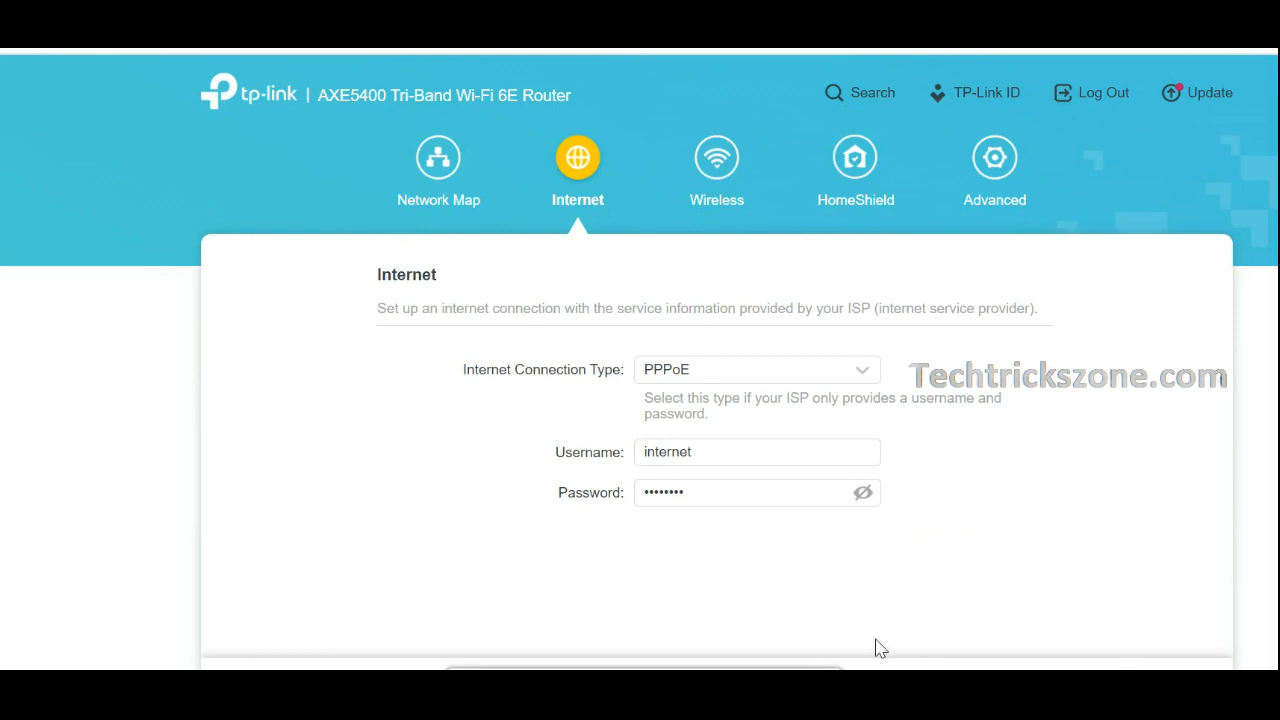 tp-link | AXE5400 Tri-Band Wi-Fi 6E Router
Search TP-Link ID Log Out Update
Network Map Internet Wireless HomeShield Advanced
Internet
Set up an internet connection with the service information provided by your ISP (internet service provider).
Internet Connection Type: PPPoE
Techtrickszone.com
Select this type if your ISP only provides a username and
password.
Username: internet
Password: ••••••••